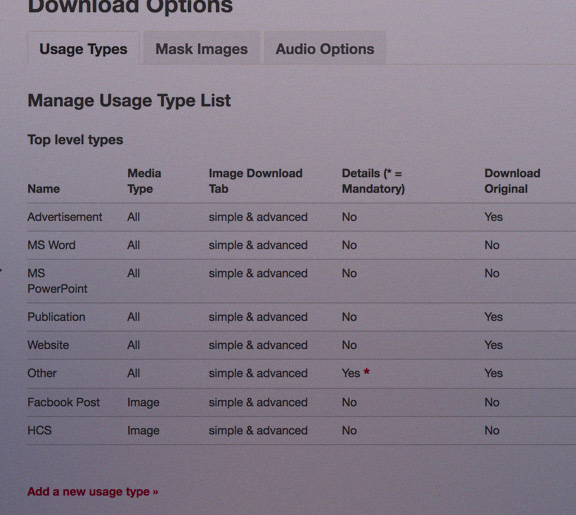 Download Options
Usage Types Mask Images Audio Options
Manage Usage Type List
Top level types
Name Media Type Image Download Tab Details (* = Mandatory) Download Original
Advertisement All simple & advanced No Yes
MS Word All simple & advanced No No
MS PowerPoint All simple & advanced No No
Publication All simple & advanced No Yes
Website All simple & advanced No Yes
Other All simple & advanced Yes * Yes
Facbook Post Image simple & advanced No No
HCS Image simple & advanced No No
Add a new usage type »